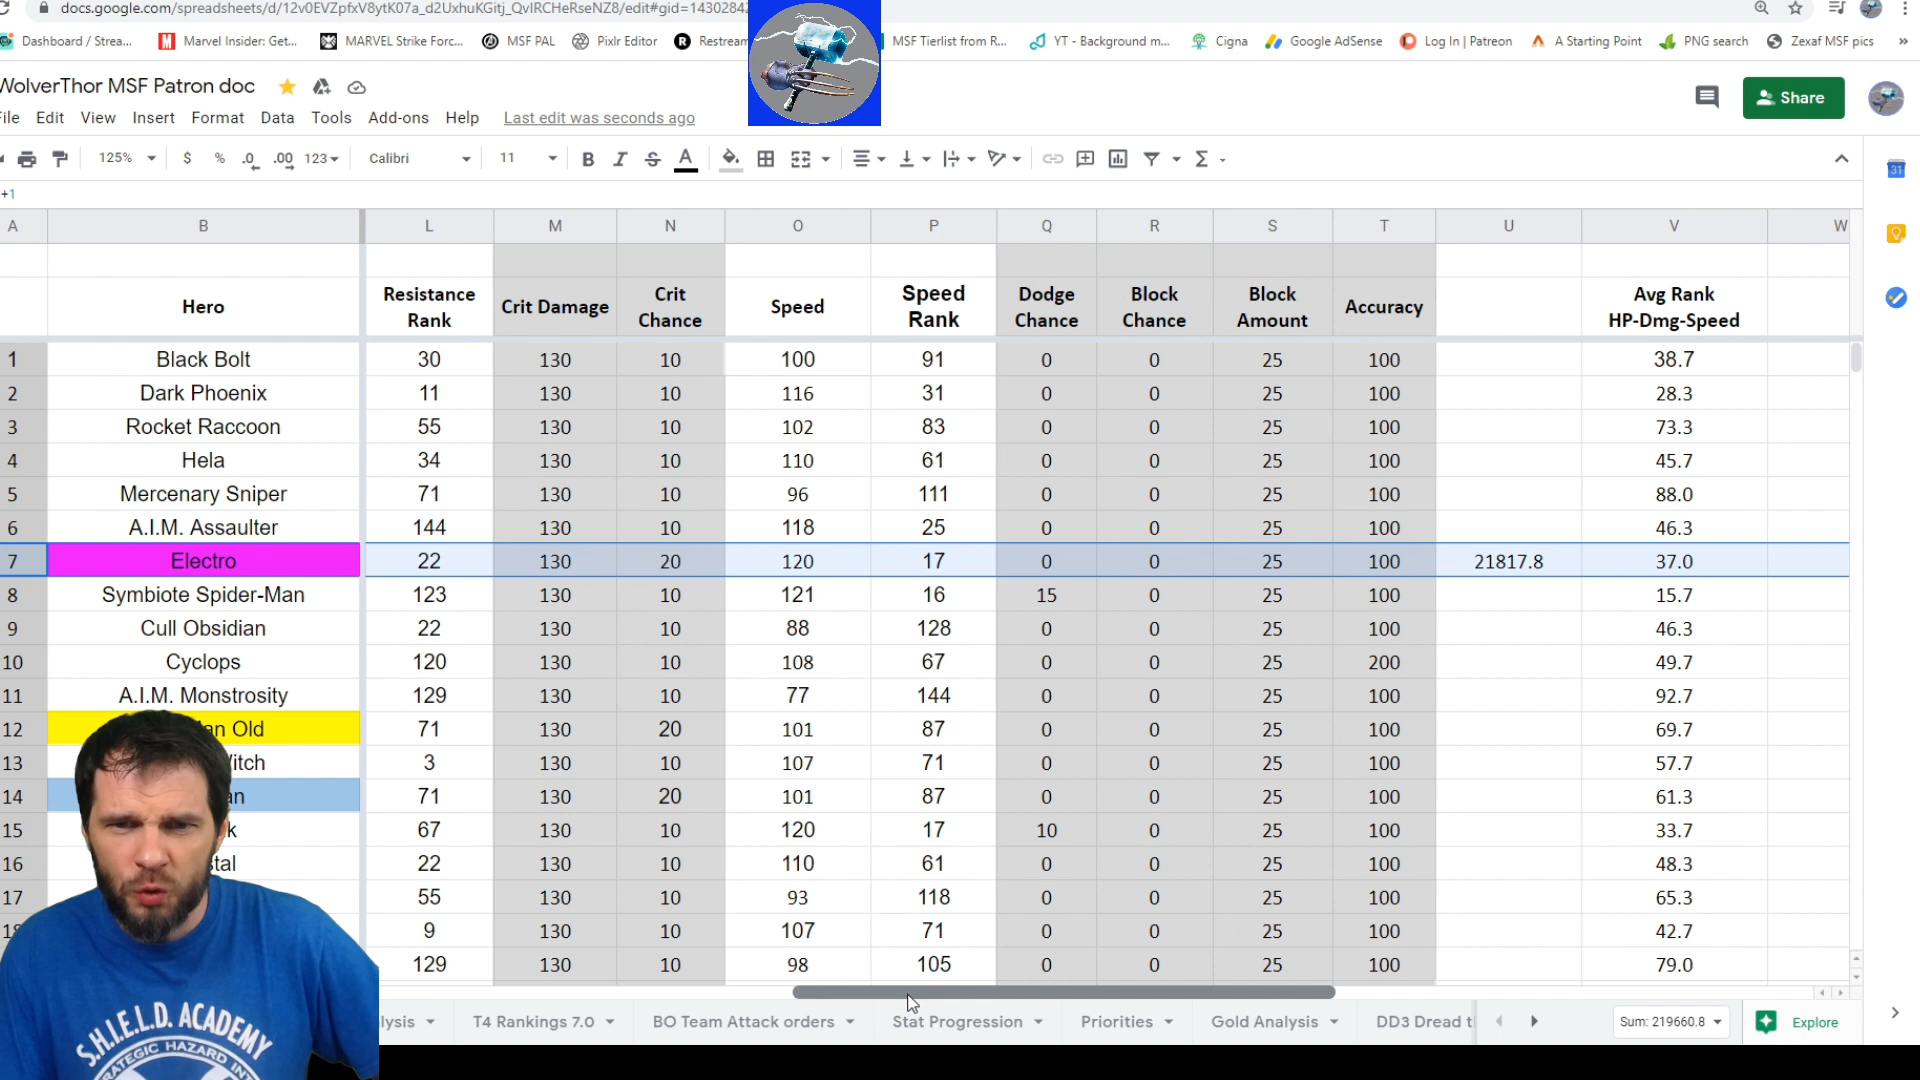 docs.google.com/spreadsheets/d/12v0EVZpfxV8ytK07a_d2UxhuKGitj_QvIRCHeRseNZ8/edit#gid=14302842
Dashboard / Strea... Marvel Insider: Get... MARVEL Strike Forc... MSF PAL Pixlr Editor Restream MSF Tierlist from R... YT - Background m... Cigna Google AdSense Log In | Patreon A Starting Point PNG search Zexaf MSF pics »
WolverThor MSF Patron doc
File Edit View Insert Format Data Tools Add-ons Help Last edit was seconds ago
Share
125% $ % .0 .00 123 Calibri 11 B I S A Σ
31
+1
A B L M N O P Q R S T U V W
Hero Resistance Rank Crit Damage Crit Chance Speed Speed Rank Dodge Chance Block Chance Block Amount Accuracy Avg Rank HP-Dmg-Speed
1 Black Bolt 30 130 10 100 91 0 0 25 100 38.7
2 Dark Phoenix 11 130 10 116 31 0 0 25 100 28.3
3 Rocket Raccoon 55 130 10 102 83 0 0 25 100 73.3
4 Hela 34 130 10 110 61 0 0 25 100 45.7
5 Mercenary Sniper 71 130 10 96 111 0 0 25 100 88.0
6 A.I.M. Assaulter 144 130 10 118 25 0 0 25 100 46.3
7 Electro 22 130 20 120 17 0 0 25 100 21817.8 37.0
8 Symbiote Spider-Man 123 130 10 121 16 15 0 25 100 15.7
9 Cull Obsidian 22 130 10 88 128 0 0 25 100 46.3
10 Cyclops 120 130 10 108 67 0 0 25 200 49.7
11 A.I.M. Monstrosity 129 130 10 77 144 0 0 25 100 92.7
12 an Old 71 130 20 101 87 0 0 25 100 69.7
13 itch 3 130 10 107 71 0 0 25 100 57.7
14 an 71 130 20 101 87 0 0 25 100 61.3
15 k 67 130 10 120 17 10 0 25 100 33.7
16 stal 22 130 10 110 61 0 0 25 100 48.3
17 55 130 10 93 118 0 0 25 100 65.3
18 9 130 10 107 71 0 0 25 100 42.7
129 130 10 98 105 0 0 25 100 79.0
lysis T4 Rankings 7.0 BO Team Attack orders Stat Progression Priorities Gold Analysis DD3 Dread t Sum: 219660.8 Explore
S.H.I.E.L.D. ACADEMY
STRATEGIC HAZARD